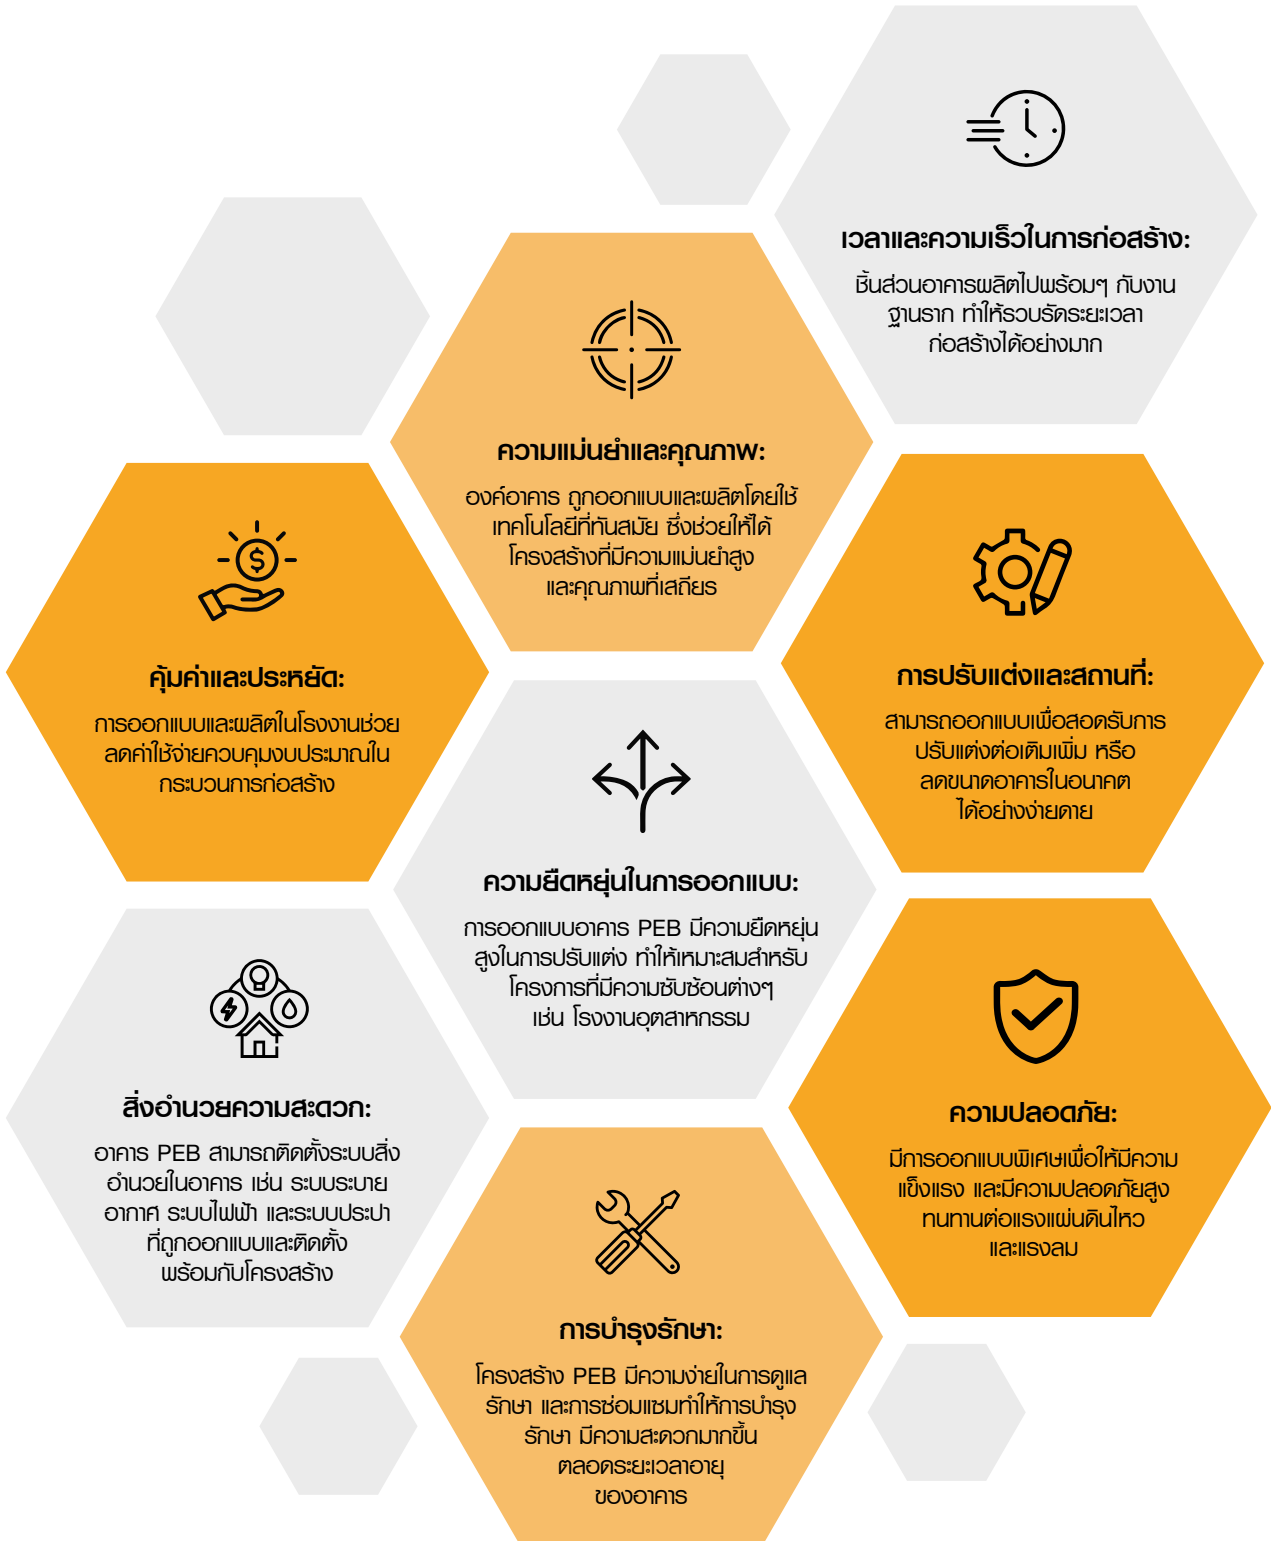 เวลาและความเร็วในการก่อสร้าง:
ชิ้นส่วนอาคารผลิตไปพร้อมๆ กับงาน
ฐานราก ทำให้รวบรัดระยะเวลา
ก่อสร้างได้อย่างมาก
ความแม่นยำและคุณภาพ:
องค์อาคาร ถูกออกแบบและผลิตโดยใช้
เทคโนโลยีที่ทันสมัย ซึ่งช่วยให้ได้
โครงสร้างที่มีความแม่นยำสูง
และคุณภาพที่เสถียร
คุ้มค่าและประหยัด:
การออกแบบและผลิตในโรงงานช่วย
ลดค่าใช้จ่ายควบคุมงบประมาณใน
กระบวนการก่อสร้าง
การปรับแต่งและสถานที่:
สามารถออกแบบเพื่อสอดรับการ
ปรับแต่งต่อเติมเพิ่ม หรือ
ลดขนาดอาคารในอนาคต
ได้อย่างง่ายดาย
ความยืดหยุ่นในการออกแบบ:
การออกแบบอาคาร PEB มีความยืดหยุ่น
สูงในการปรับแต่ง ทำให้เหมาะสมสำหรับ
โครงการที่มีความซับซ้อนต่างๆ
เช่น โรงงานอุตสาหกรรม
สิ่งอำนวยความสะดวก:
อาคาร PEB สามารถติดตั้งระบบสิ่ง
อำนวยในอาคาร เช่น ระบบระบาย
อากาศ ระบบไฟฟ้า และระบบประปา
ที่ถูกออกแบบและติดตั้ง
พร้อมกับโครงสร้าง
ความปลอดภัย:
มีการออกแบบพิเศษเพื่อให้มีความ
แข็งแรง และมีความปลอดภัยสูง
ทนทานต่อแรงแผ่นดินไหว
และแรงลม
การบำรุงรักษา:
โครงสร้าง PEB มีความง่ายในการดูแล
รักษา และการซ่อมแซมทำให้การบำรุง
รักษา มีความสะดวกมากขึ้น
ตลอดระยะเวลาอายุ
ของอาคาร